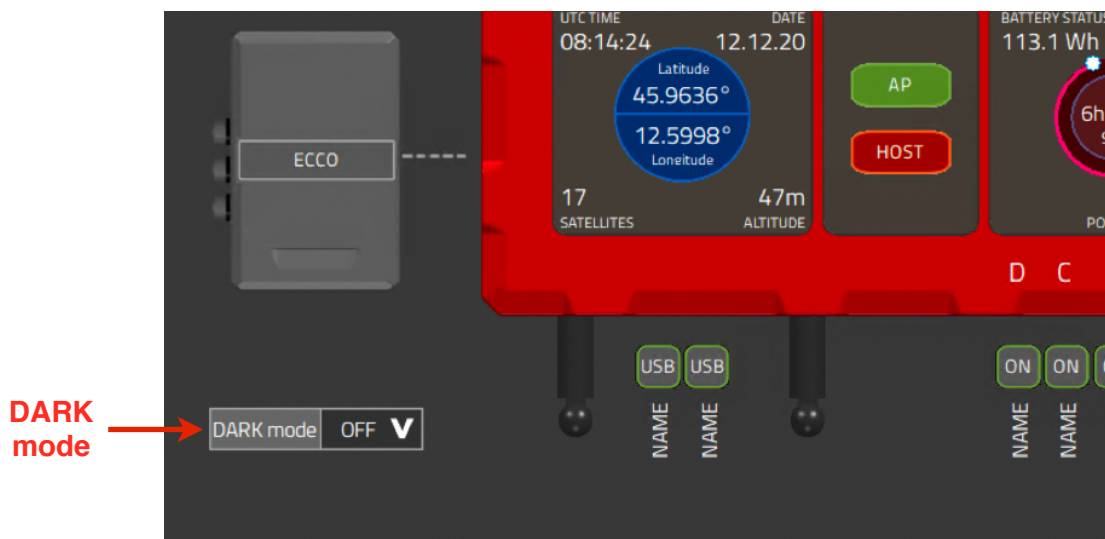 UTC TIME DATE
08:14:24 12.12.20
Latitude
45.9636°
12.5998°
Longitude
17 47m
SATELLITES ALTITUDE
AP
HOST
BATTERY STATUS
113.1 Wh
6h
ECCO
D C
USB USB
NAME NAME
ON ON
NAME NAME
DARK
mode
DARK mode OFF V